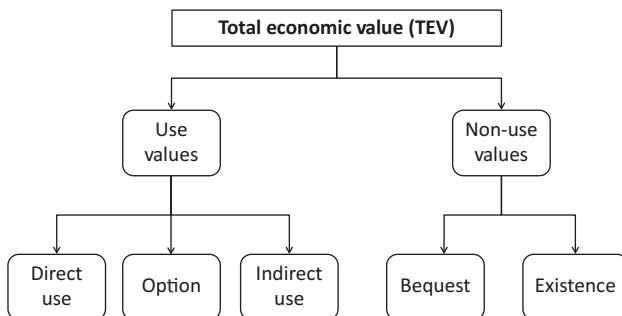 Total economic value (TEV)
Use
values
Non-use
values
Direct
use
Option
Indirect
use
Bequest
Existence